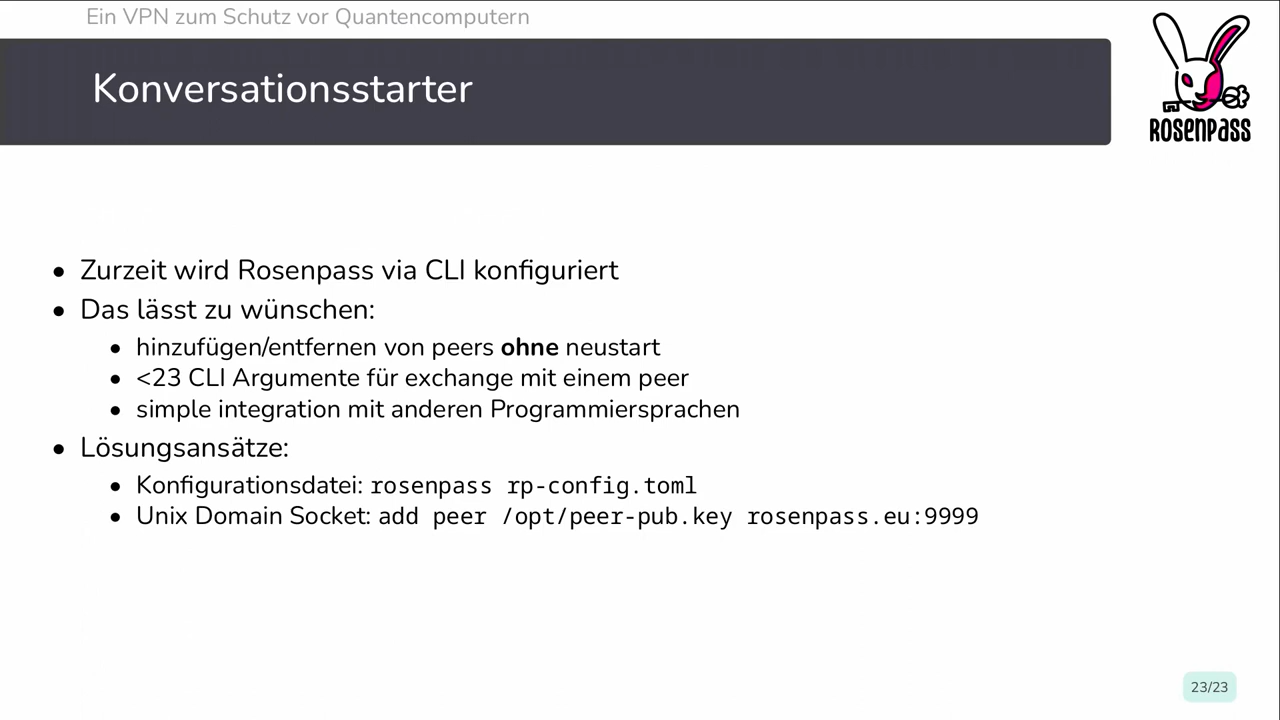 Ein VPN zum Schutz vor Quantencomputern
Konversationsstarter
ROSENPASS
• Zurzeit wird Rosenpass via CLI konfiguriert
• Das lässt zu wünschen:
• hinzufügen/entfernen von peers ohne neustart
• <23 CLI Argumente für exchange mit einem peer
• simple integration mit anderen Programmiersprachen
• Lösungsansätze:
• Konfigurationsdatei: rosenpass rp-config.toml
• Unix Domain Socket: add peer /opt/peer-pub.key rosenpass.eu:9999
23/23